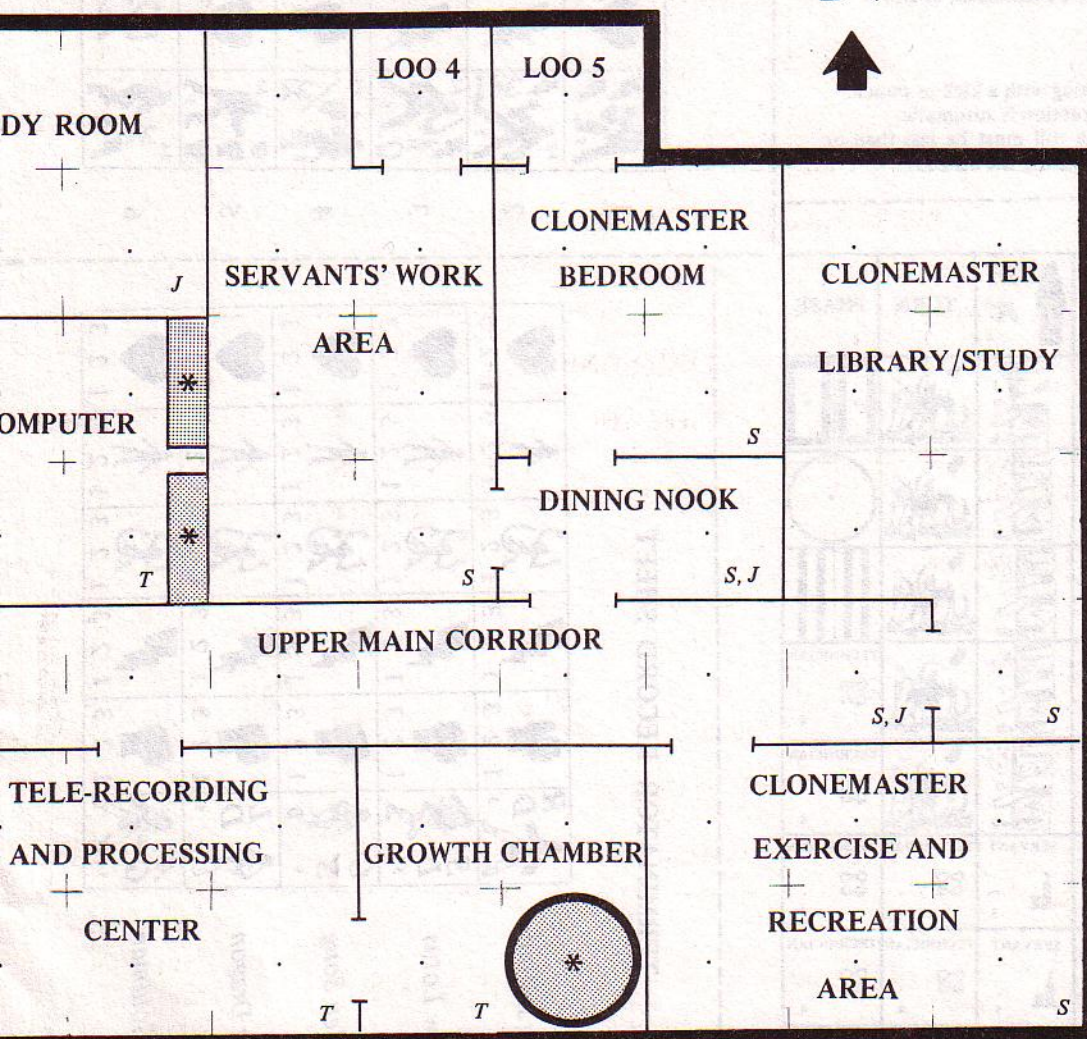 LOO 4
LOO 5
DY ROOM
CLONEMASTER
BEDROOM
J
SERVANTS' WORK
AREA
CLONEMASTER
LIBRARY/STUDY
*
OMPUTER
S
DINING NOOK
*
T
S
S, J
UPPER MAIN CORRIDOR
S, J
S
TELE-RECORDING
AND PROCESSING
CENTER
GROWTH CHAMBER
CLONEMASTER
EXERCISE AND
RECREATION
AREA
*
T
T
S